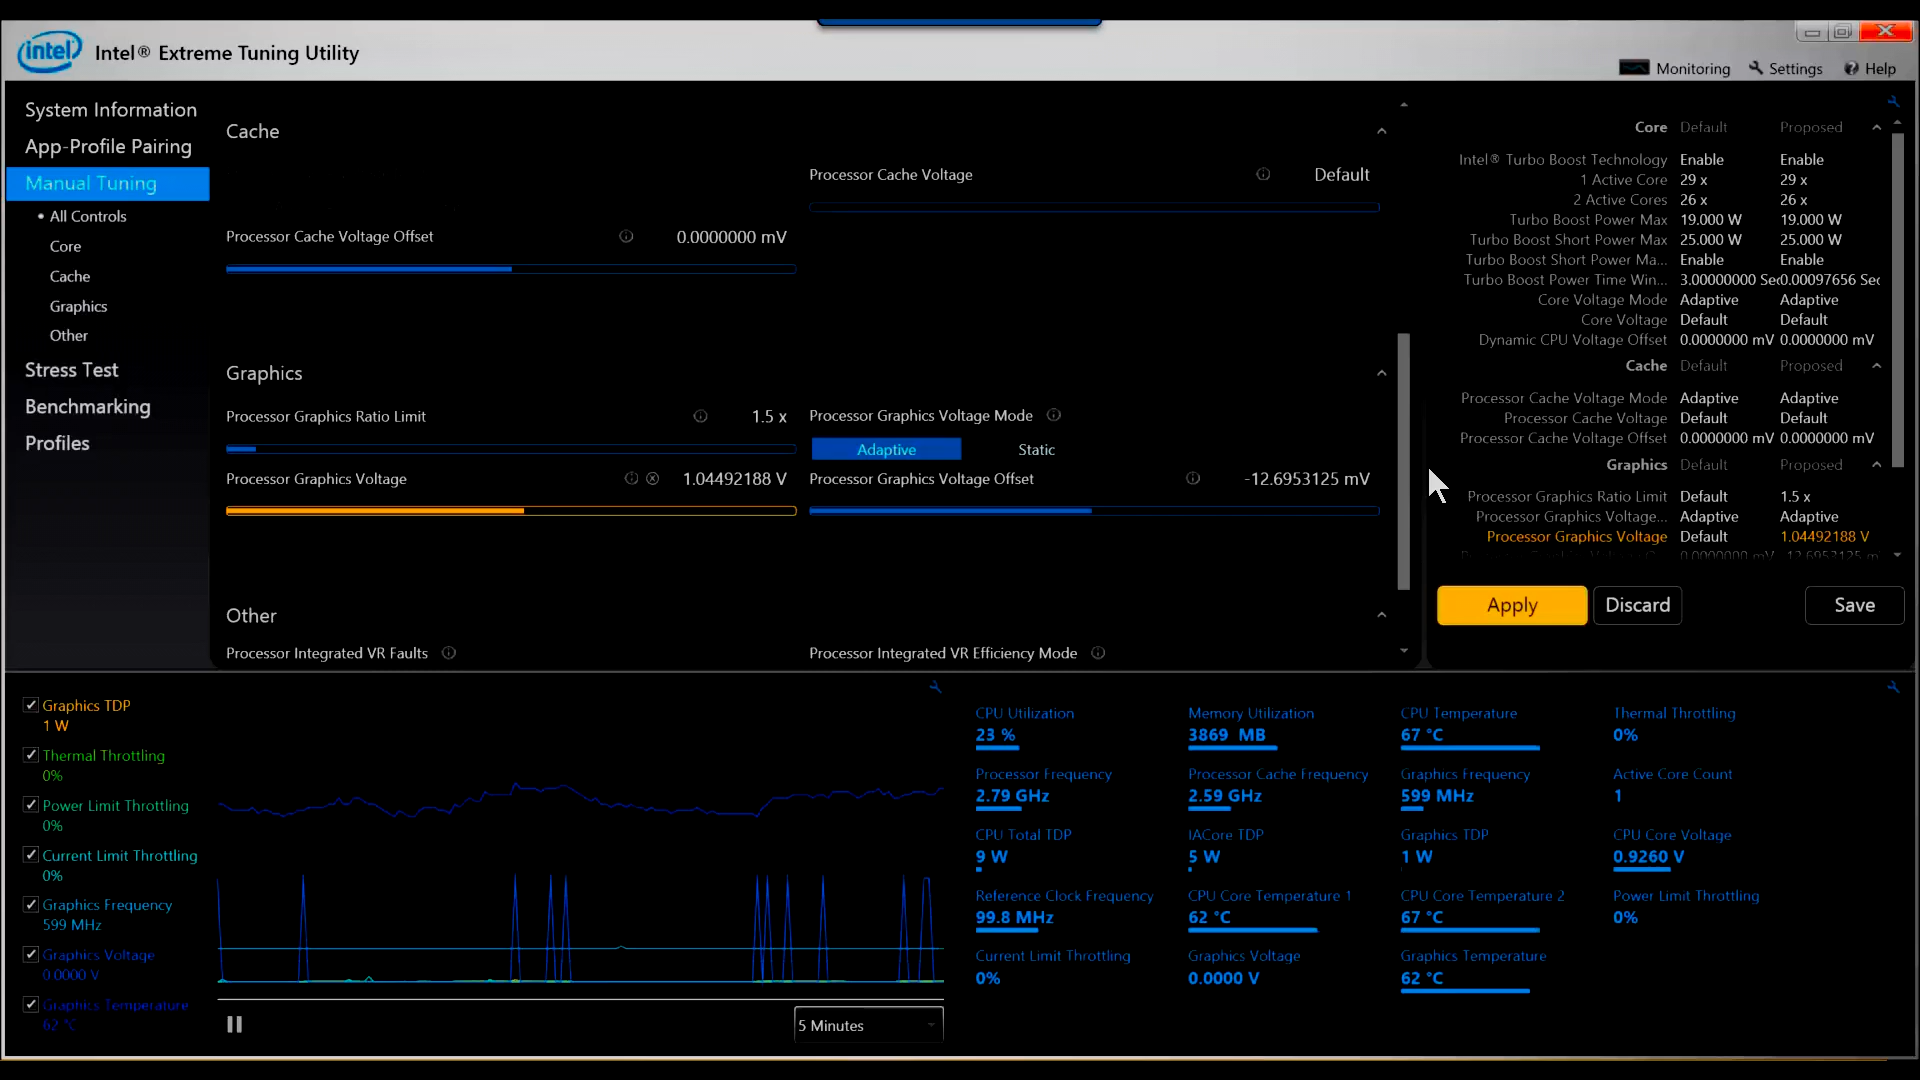 intel
Intel® Extreme Tuning Utility
Monitoring
Settings
Help
System Information
App-Profile Pairing
Manual Tuning
• All Controls
Core
Cache
Graphics
Other
Stress Test
Benchmarking
Profiles
Cache
Processor Cache Voltage
Default
Processor Cache Voltage Offset
0.0000000 mV
Graphics
Processor Graphics Ratio Limit
1.5 x
Processor Graphics Voltage Mode
Adaptive
Static
Processor Graphics Voltage
1.04492188 V
Processor Graphics Voltage Offset
-12.6953125 mV
Other
Processor Integrated VR Faults
Processor Integrated VR Efficiency Mode
Core Default Proposed
Intel® Turbo Boost Technology Enable Enable
1 Active Core 29 x 29 x
2 Active Cores 26 x 26 x
Turbo Boost Power Max 19.000 W 19.000 W
Turbo Boost Short Power Max 25.000 W 25.000 W
Turbo Boost Short Power Ma... Enable Enable
Turbo Boost Power Time Win... 3.00000000 Sec 0.00097656 Sec
Core Voltage Mode Adaptive Adaptive
Core Voltage Default Default
Dynamic CPU Voltage Offset 0.0000000 mV 0.0000000 mV
Cache Default Proposed
Processor Cache Voltage Mode Adaptive Adaptive
Processor Cache Voltage Default Default
Processor Cache Voltage Offset 0.0000000 mV 0.0000000 mV
Graphics Default Proposed
Processor Graphics Ratio Limit Default 1.5 x
Processor Graphics Voltage... Adaptive Adaptive
Processor Graphics Voltage Default 1.04492188 V
Apply
Discard
Save
Graphics TDP
1 W
Thermal Throttling
0%
Power Limit Throttling
0%
Current Limit Throttling
0%
Graphics Frequency
599 MHz
Graphics Voltage
0.0000 V
Graphics Temperature
62 °C
5 Minutes
CPU Utilization
23 %
Memory Utilization
3869 MB
CPU Temperature
67 °C
Thermal Throttling
0%
Processor Frequency
2.79 GHz
Processor Cache Frequency
2.59 GHz
Graphics Frequency
599 MHz
Active Core Count
1
CPU Total TDP
9 W
IACore TDP
5 W
Graphics TDP
1 W
CPU Core Voltage
0.9260 V
Reference Clock Frequency
99.8 MHz
CPU Core Temperature 1
62 °C
CPU Core Temperature 2
67 °C
Power Limit Throttling
0%
Current Limit Throttling
0%
Graphics Voltage
0.0000 V
Graphics Temperature
62 °C